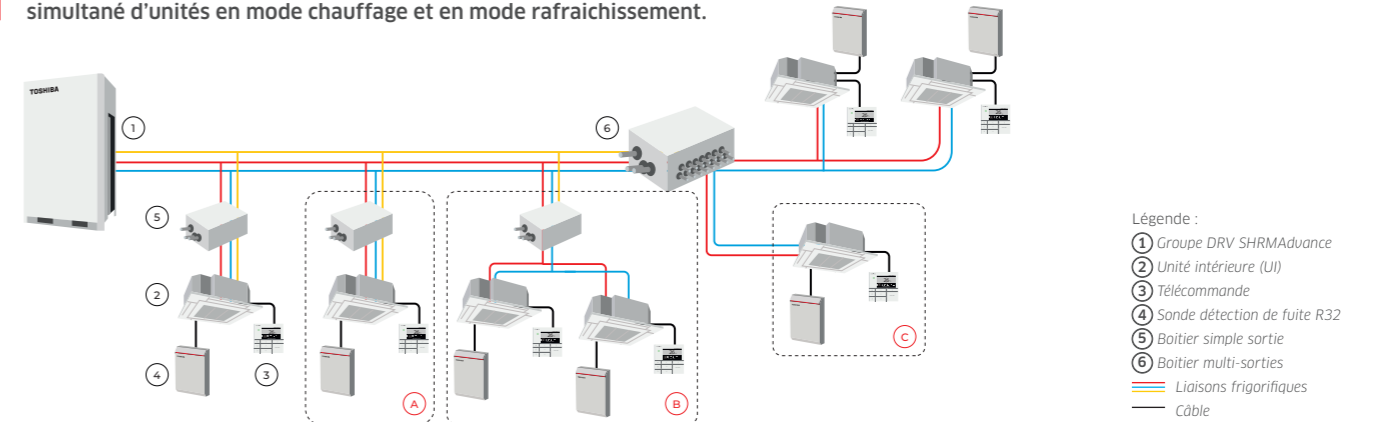 simultané d'unités en mode chauffage et en mode rafraichissement.
TOSHIBA
1
6
5
2
4
3
A
B
C
Légende :
1 Groupe DRV SHRMAdvance
2 Unité intérieure (UI)
3 Télécommande
4 Sonde détection de fuite R32
5 Boitier simple sortie
6 Boitier multi-sorties
Liaisons frigorifiques
Câble